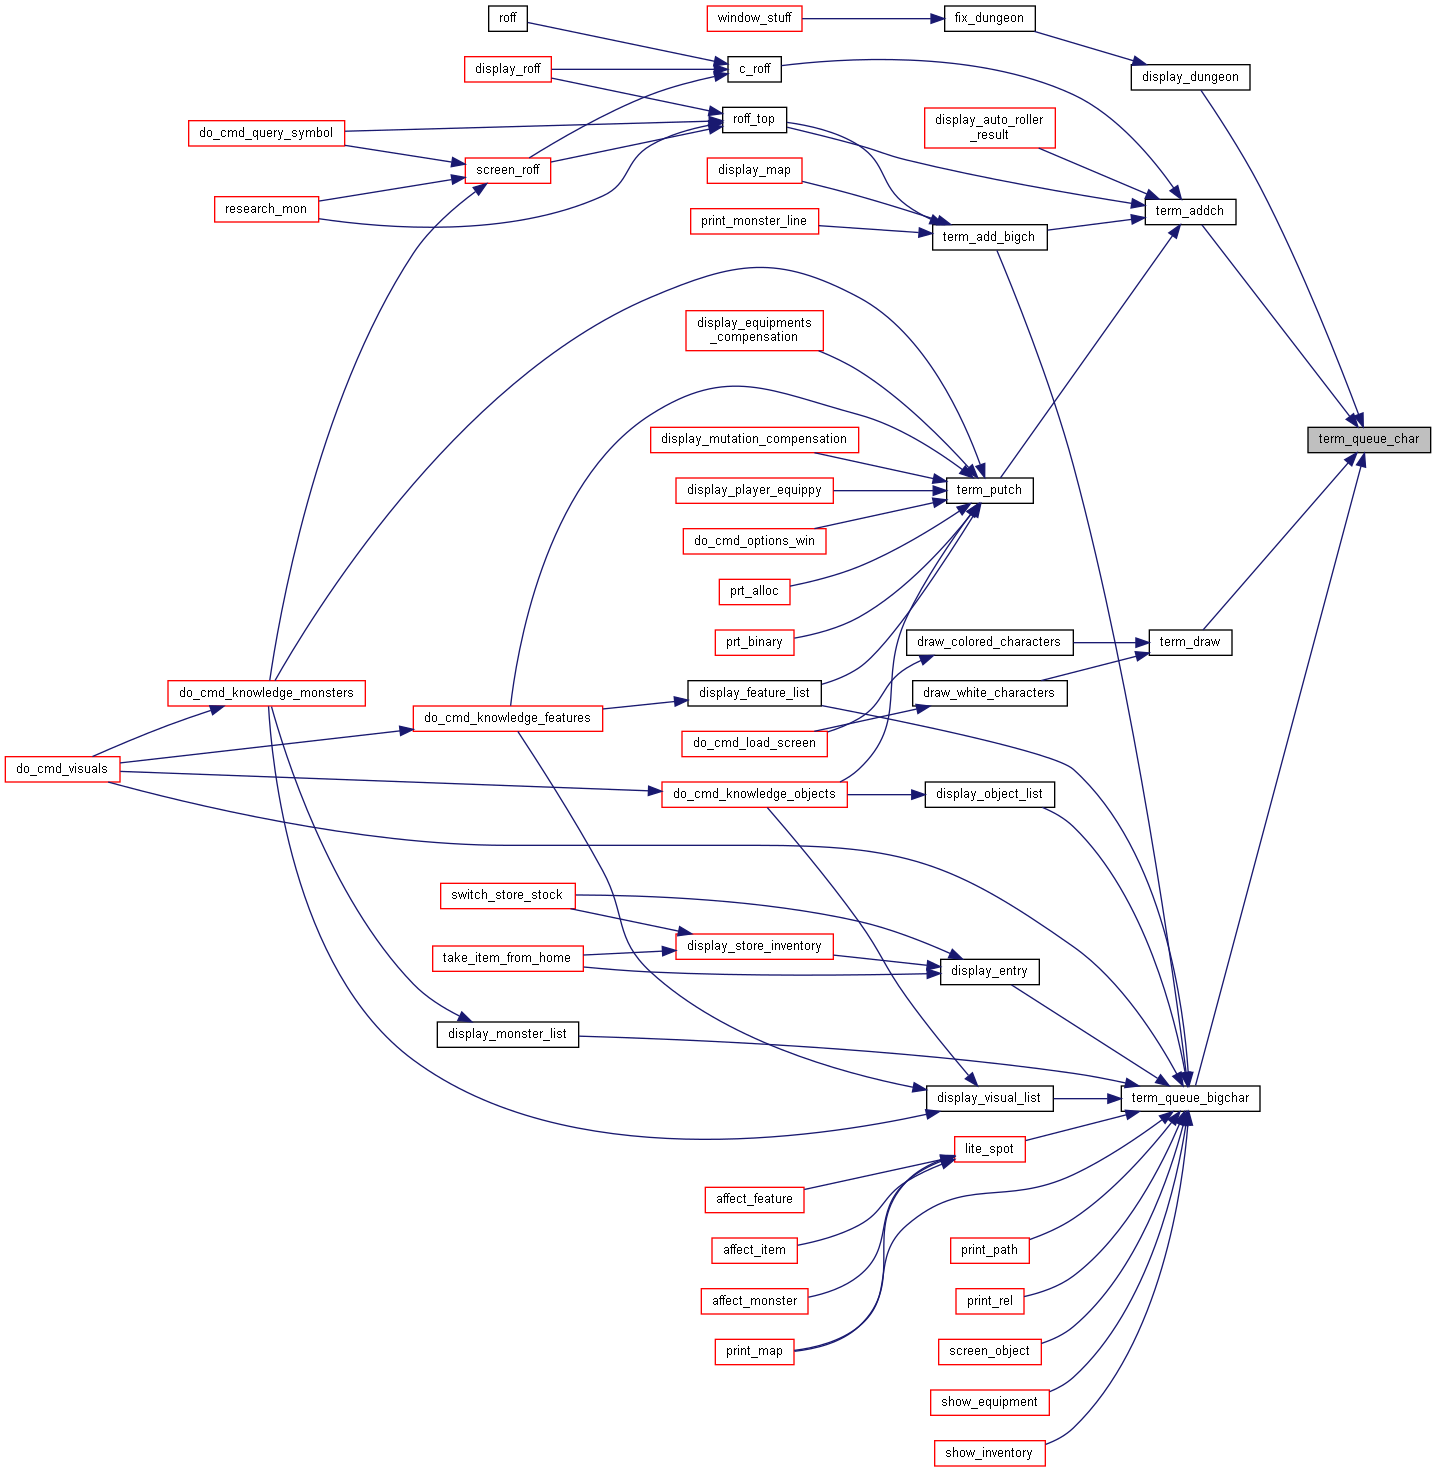 roff
window_stuff
fix_dungeon
display_roff
c_roff
display_dungeon
do_cmd_query_symbol
roff_top
display_auto_roller
_result
screen_roff
display_map
research_mon
print_monster_line
term_addch
term_add_bigch
display_equipments
_compensation
display_mutation_compensation
term_queue_char
display_player_equippy
term_putch
do_cmd_options_win
prt_alloc
prt_binary
draw_colored_characters
term_draw
do_cmd_knowledge_monsters
display_feature_list
draw_white_characters
do_cmd_knowledge_features
do_cmd_load_screen
do_cmd_visuals
do_cmd_knowledge_objects
display_object_list
switch_store_stock
display_store_inventory
take_item_from_home
display_entry
display_monster_list
display_visual_list
term_queue_bigchar
lite_spot
affect_feature
affect_item
print_path
affect_monster
print_rel
print_map
screen_object
show_equipment
show_inventory